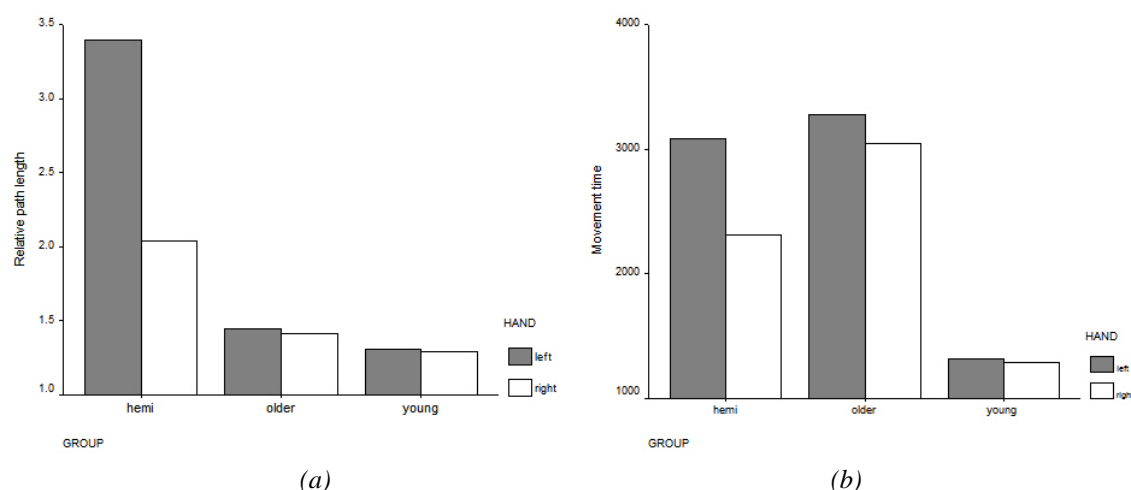 3.5
3.0
2.5
2.0
1.5
1.0
Relative path length
hemi older young
GROUP
HAND
left
right
(a)
4000
3000
2000
1000
Movement time
hemi older young
GROUP
HAND
left
righ
(b)